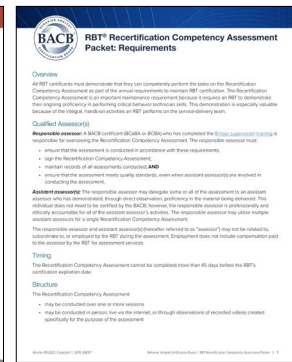 BEHAVIOR ANALYST
BACB
CERTIFICATION BOARD
RBT® Recertification Competency Assessment
Packet: Requirements
Overview
All RBT certificants must demonstrate that they can competently perform the tasks on the Recertification
Competency Assessment as part of the annual requirements to maintain RBT certification. The Recertification
Competency Assessment is an important maintenance requirement because it requires an RBT to demonstrate
their ongoing proficiency in performing critical behavior technician skills. This demonstration is especially valuable
because of the integral, hands-on activities an RBT performs on the service-delivery team.
Qualified Assessor(s)
Responsible assessor: A BACB certificant (BCaBA or BCBA) who has completed the 8-hour supervision training is
responsible for overseeing the Recertification Competency Assessment. The responsible assessor must:
• ensure that the assessment is conducted in accordance with these requirements;
• sign the Recertification Competency Assessment;
• maintain records of all assessments conducted; AND
• ensure that the assessment meets quality standards, even when assistant assessor(s) are involved in
conducting the assessment.
Assistant assessor(s): The responsible assessor may delegate some or all of the assessment to an assistant
assessor who has demonstrated, through direct observation, proficiency in the material being delivered. This
individual does not need to be certified by the BACB; however, the responsible assessor is professionally and
ethically accountable for all of the assistant assessor's activities. The responsible assessor may utilize multiple
assistant assessors for a single Recertification Competency Assessment.
The responsible assessor and assistant assessor(s) (hereafter referred to as "assessor") may not be related to,
subordinate to, or employed by the RBT during the assessment. Employment does not include compensation paid
to the assessor by the RBT for assessment services.
Timing
The Recertification Competency Assessment cannot be completed more than 45 days before the RBT's
certification expiration date.
Structure
The Recertification Competency Assessment:
• may be conducted over one or more sessions
• may be conducted in person, live via the internet, or through observations of recorded videos created
specifically for the purpose of the assessment